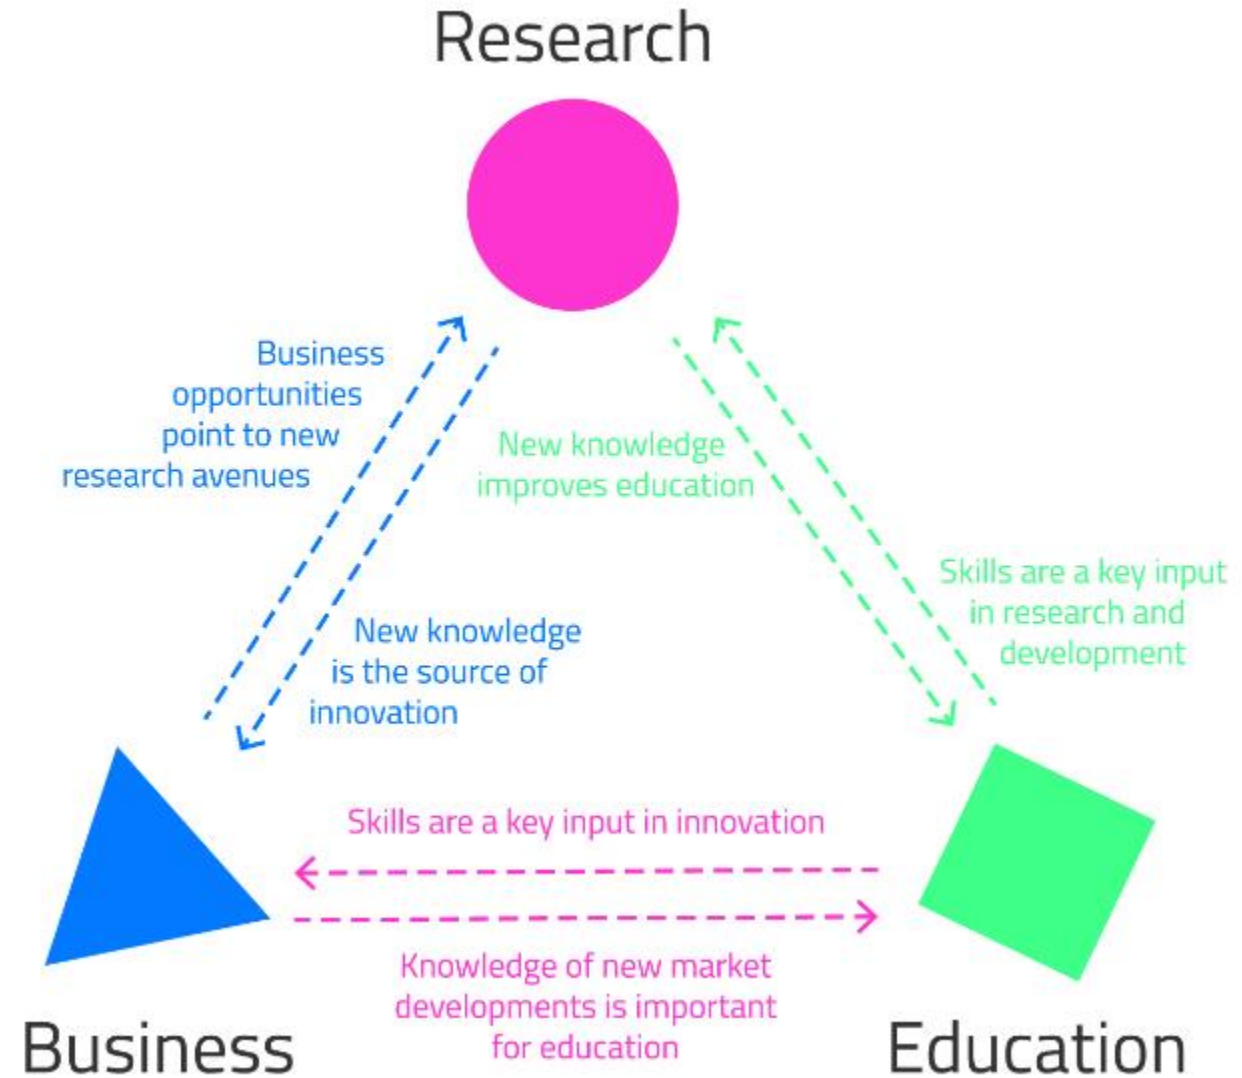 Research
Business
opportunities
point to new
research avenues
New knowledge
improves education
Skills are a key input
in research and
development
New knowledge
is the source of
innovation
Skills are a key input in innovation
Knowledge of new market
developments is important
for education
Business
Education